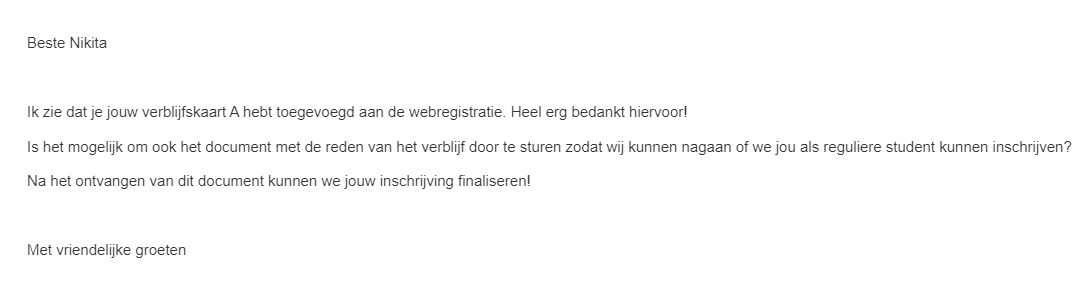 Beste Nikita
Ik zie dat je jouw verblijfskaart A hebt toegevoegd aan de webregistratie. Heel erg bedankt hiervoor!
Is het mogelijk om ook het document met de reden van het verblijf door te sturen zodat wij kunnen nagaan of we jou als reguliere student kunnen inschrijven?
Na het ontvangen van dit document kunnen we jouw inschrijving finaliseren!
Met vriendelijke groeten